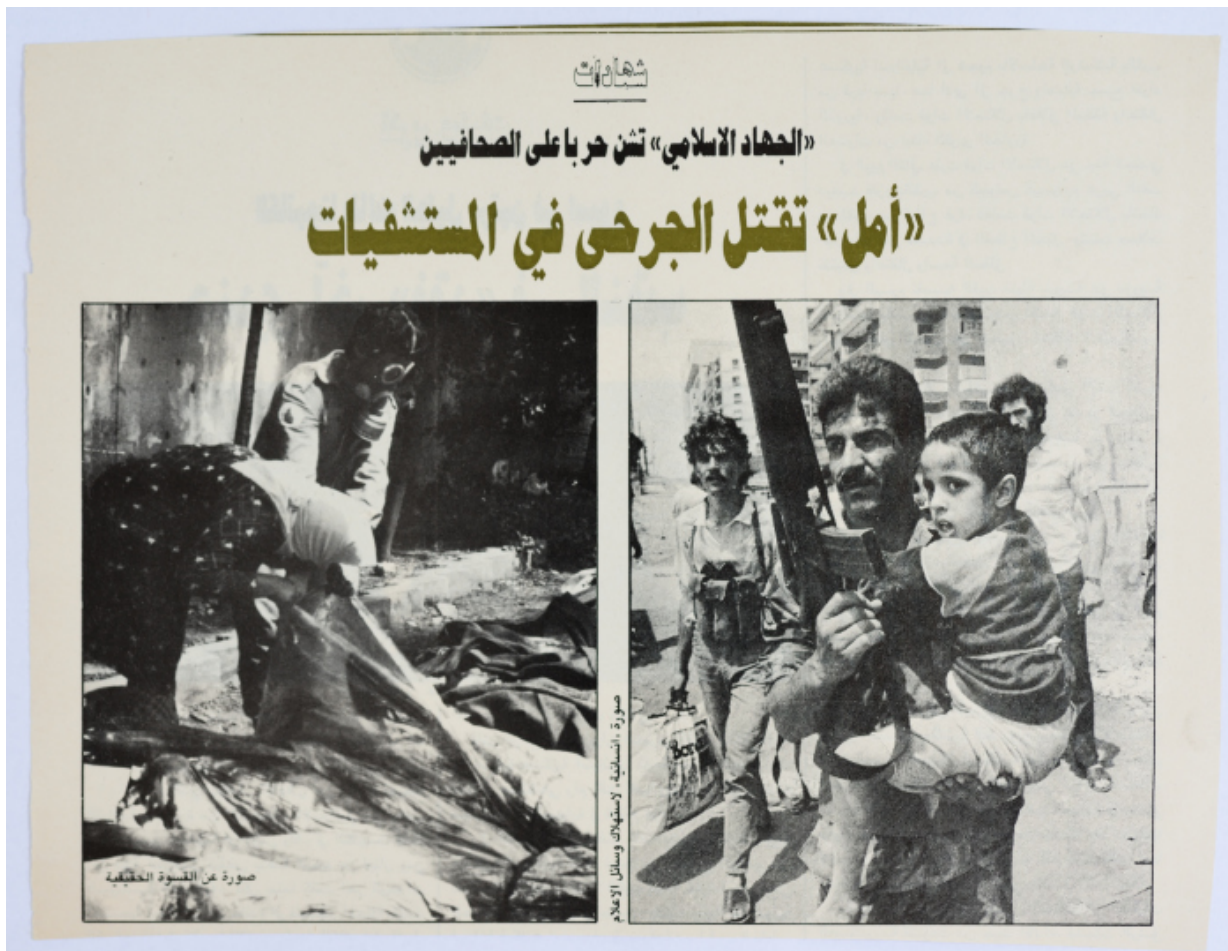 شهادات
«الجهاد الاسلامي» تشن حربا على الصحافيين
«أمل» تقتل الجرحى في المستشفيات
صورة «انسانية» لاستهلاك وسائل الاعلام
صورة عن القسوة الحقيقية